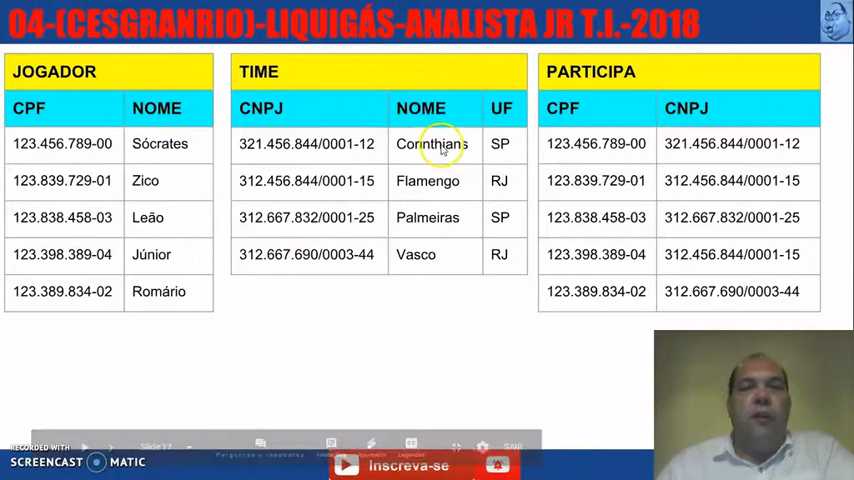 04-(CESGRANRIO)-LIQUIGÁS-ANALISTA JR T.I.-2018
JOGADOR
CPF NOME
123.456.789-00 Sócrates
123.839.729-01 Zico
123.838.458-03 Leão
123.398.389-04 Júnior
123.389.834-02 Romário
TIME
CNPJ NOME UF
321.456.844/0001-12 Corinthians SP
312.456.844/0001-15 Flamengo RJ
312.667.832/0001-25 Palmeiras SP
312.667.690/0003-44 Vasco RJ
PARTICIPA
CPF CNPJ
123.456.789-00 321.456.844/0001-12
123.839.729-01 312.456.844/0001-15
123.838.458-03 312.667.832/0001-25
123.398.389-04 312.456.844/0001-15
123.389.834-02 312.667.690/0003-44
Slide 17
SAIR
Perguntas e respostas
Legendas
RECORDED WITH
SCREENCAST MATIC
Inscreva-se